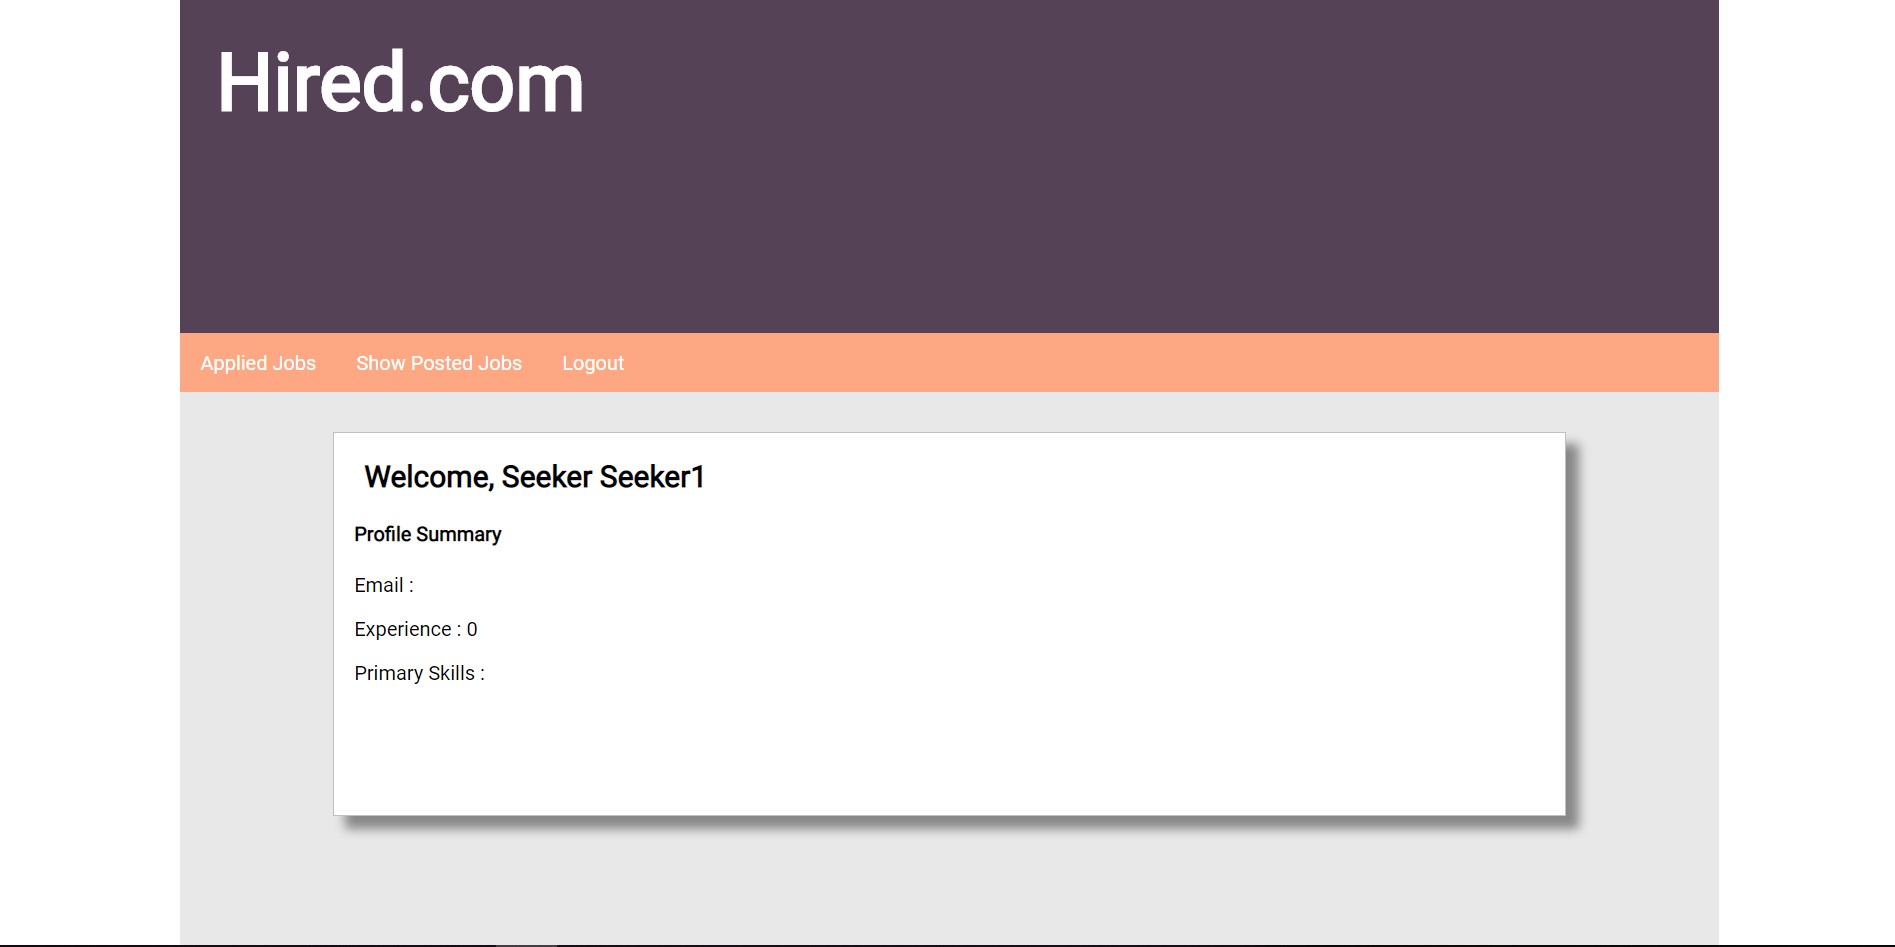 Hired.com
Applied Jobs Show Posted Jobs Logout
Welcome, Seeker Seeker1
Profile Summary
Email :
Experience : 0
Primary Skills :